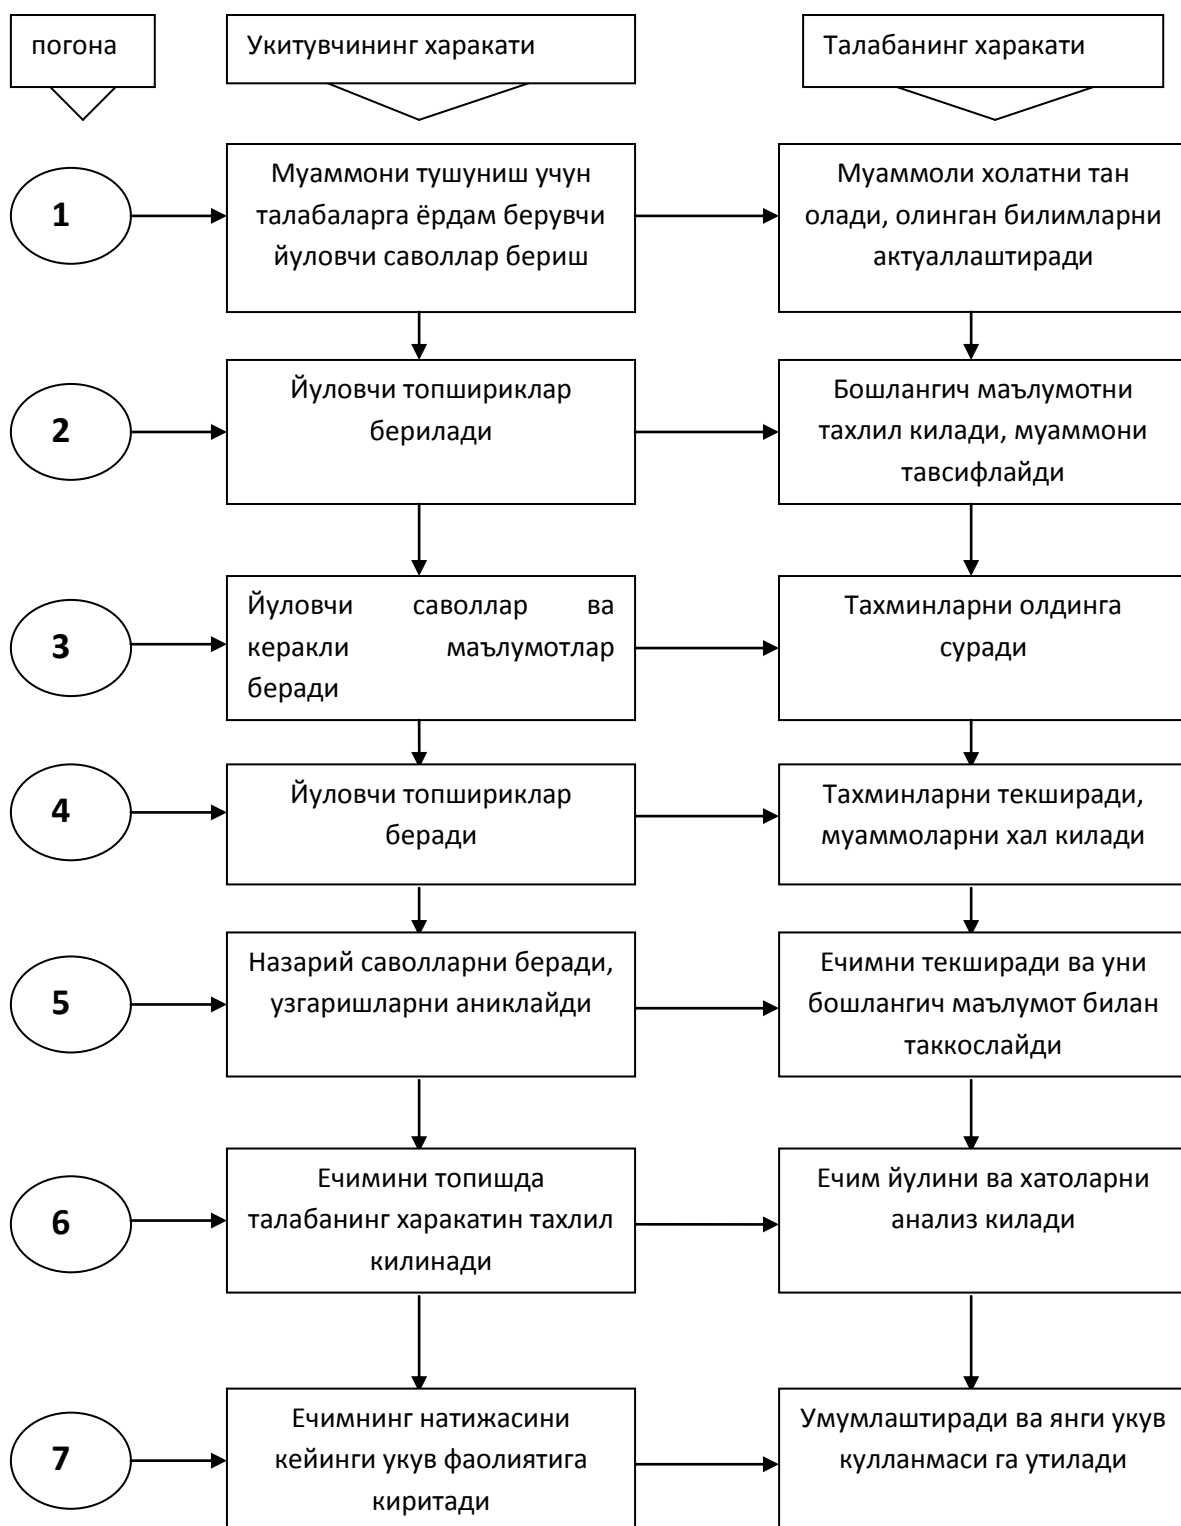 погона
Укитувчининг харакати
Талабанинг харакати
1
Муаммони тушуниш учун
талабаларга ёрдам берувчи
йуловчи саволлар бериш
Муаммоли холатни тан
олади, олинган билимларни
актуаллаштиради
2
Йуловчи топшириклар
берилади
Бошлангич маълумотни
тахлил килади, муаммони
тавсифлайди
3
Йуловчи саволлар ва
керакли маълумотлар
беради
Тахминларни олдинга
суради
4
Йуловчи топшириклар
беради
Тахминларни текширади,
муаммоларни хал килади
5
Назарий саволларни беради,
узгаришларни аниклайди
Ечимни текширади ва уни
бошлангич маълумот билан
таккослайди
6
Ечимини топишда
талабанинг харакатин тахлил
килинади
Ечим йулини ва хатоларни
анализ килади
7
Ечимнинг натижасини
кейинги укув фаолиятига
киритади
Умумлаштиради ва янги укув
кулланмаси га утилади